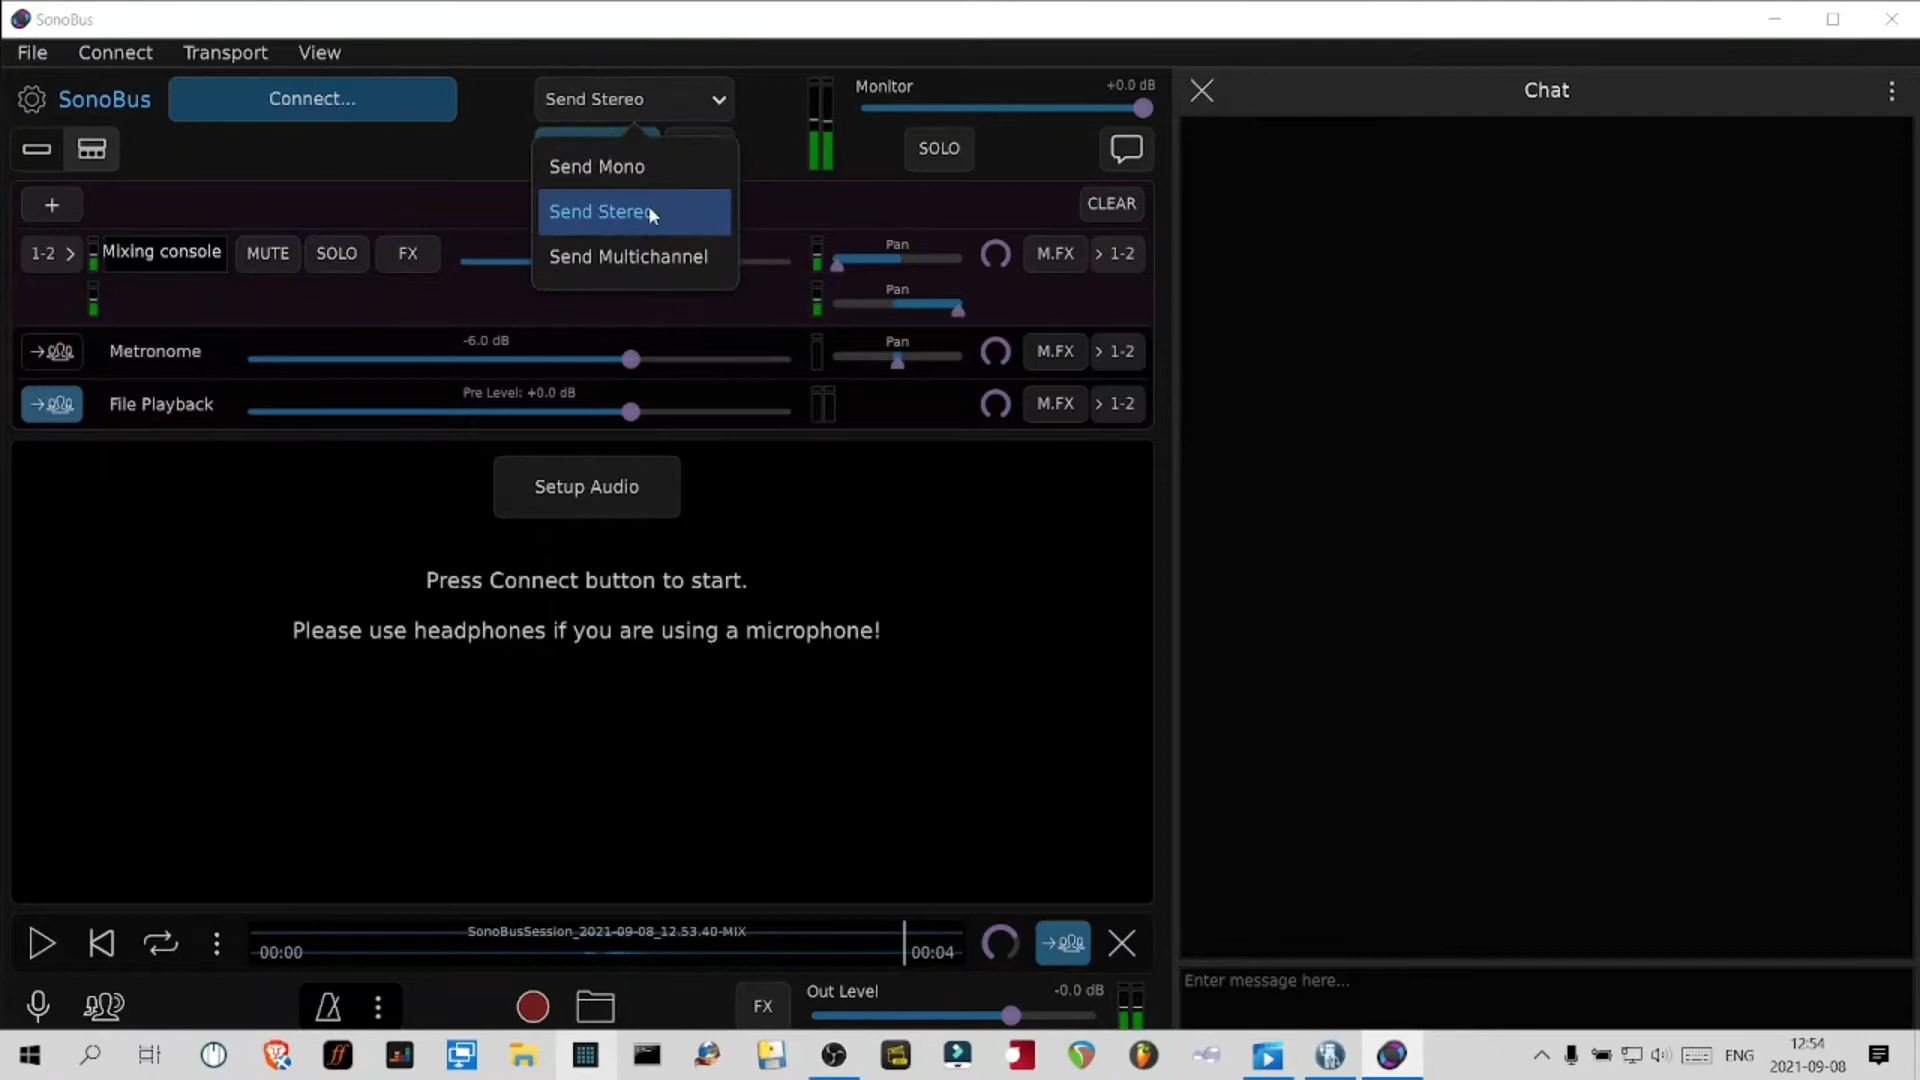 SonoBus
File Connect Transport View
SonoBus
Connect...
Send Stereo
Monitor
+0.0 dB
SOLO
Chat
Send Mono
Send Stereo
Send Multichannel
+
CLEAR
1-2 >
Mixing console
MUTE
SOLO
FX
Pan
M.FX
> 1-2
Pan
Metronome
-6.0 dB
Pan
M.FX
> 1-2
File Playback
Pre Level: +0.0 dB
M.FX
> 1-2
Setup Audio
Press Connect button to start.
Please use headphones if you are using a microphone!
SonoBusSession_2021-09-08_12.53.40-MIX
00:00
00:04
FX
Out Level
-0.0 dB
Enter message here...
ENG
12:54
2021-09-08